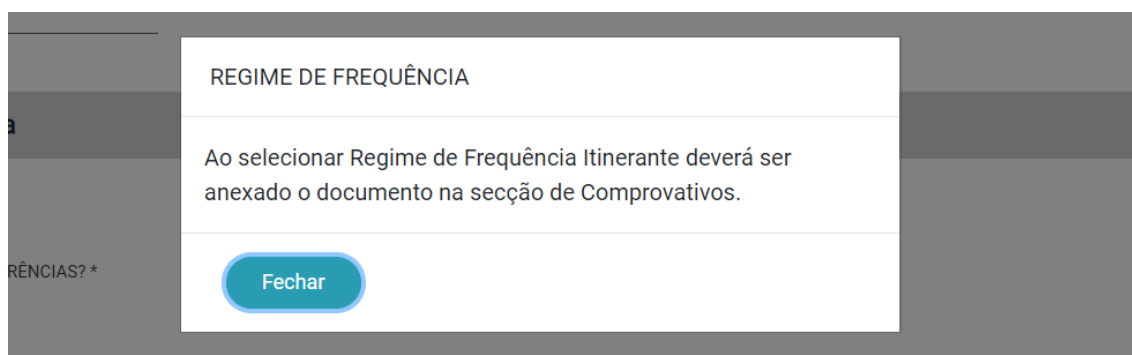 REGIME DE FREQUÊNCIA
a
Ao selecionar Regime de Frequência Itinerante deverá ser
anexado o documento na secção de Comprovativos.
RÊNCIAS? *
Fechar